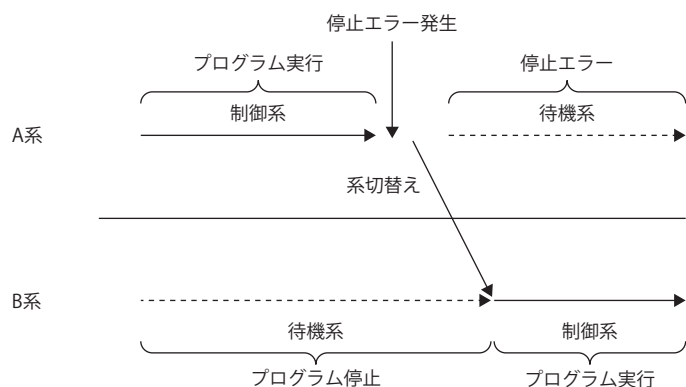 停止エラー発生
プログラム実行
停止エラー
制御系
待機系
A系
系切替え
B系
待機系
制御系
プログラム停止
プログラム実行